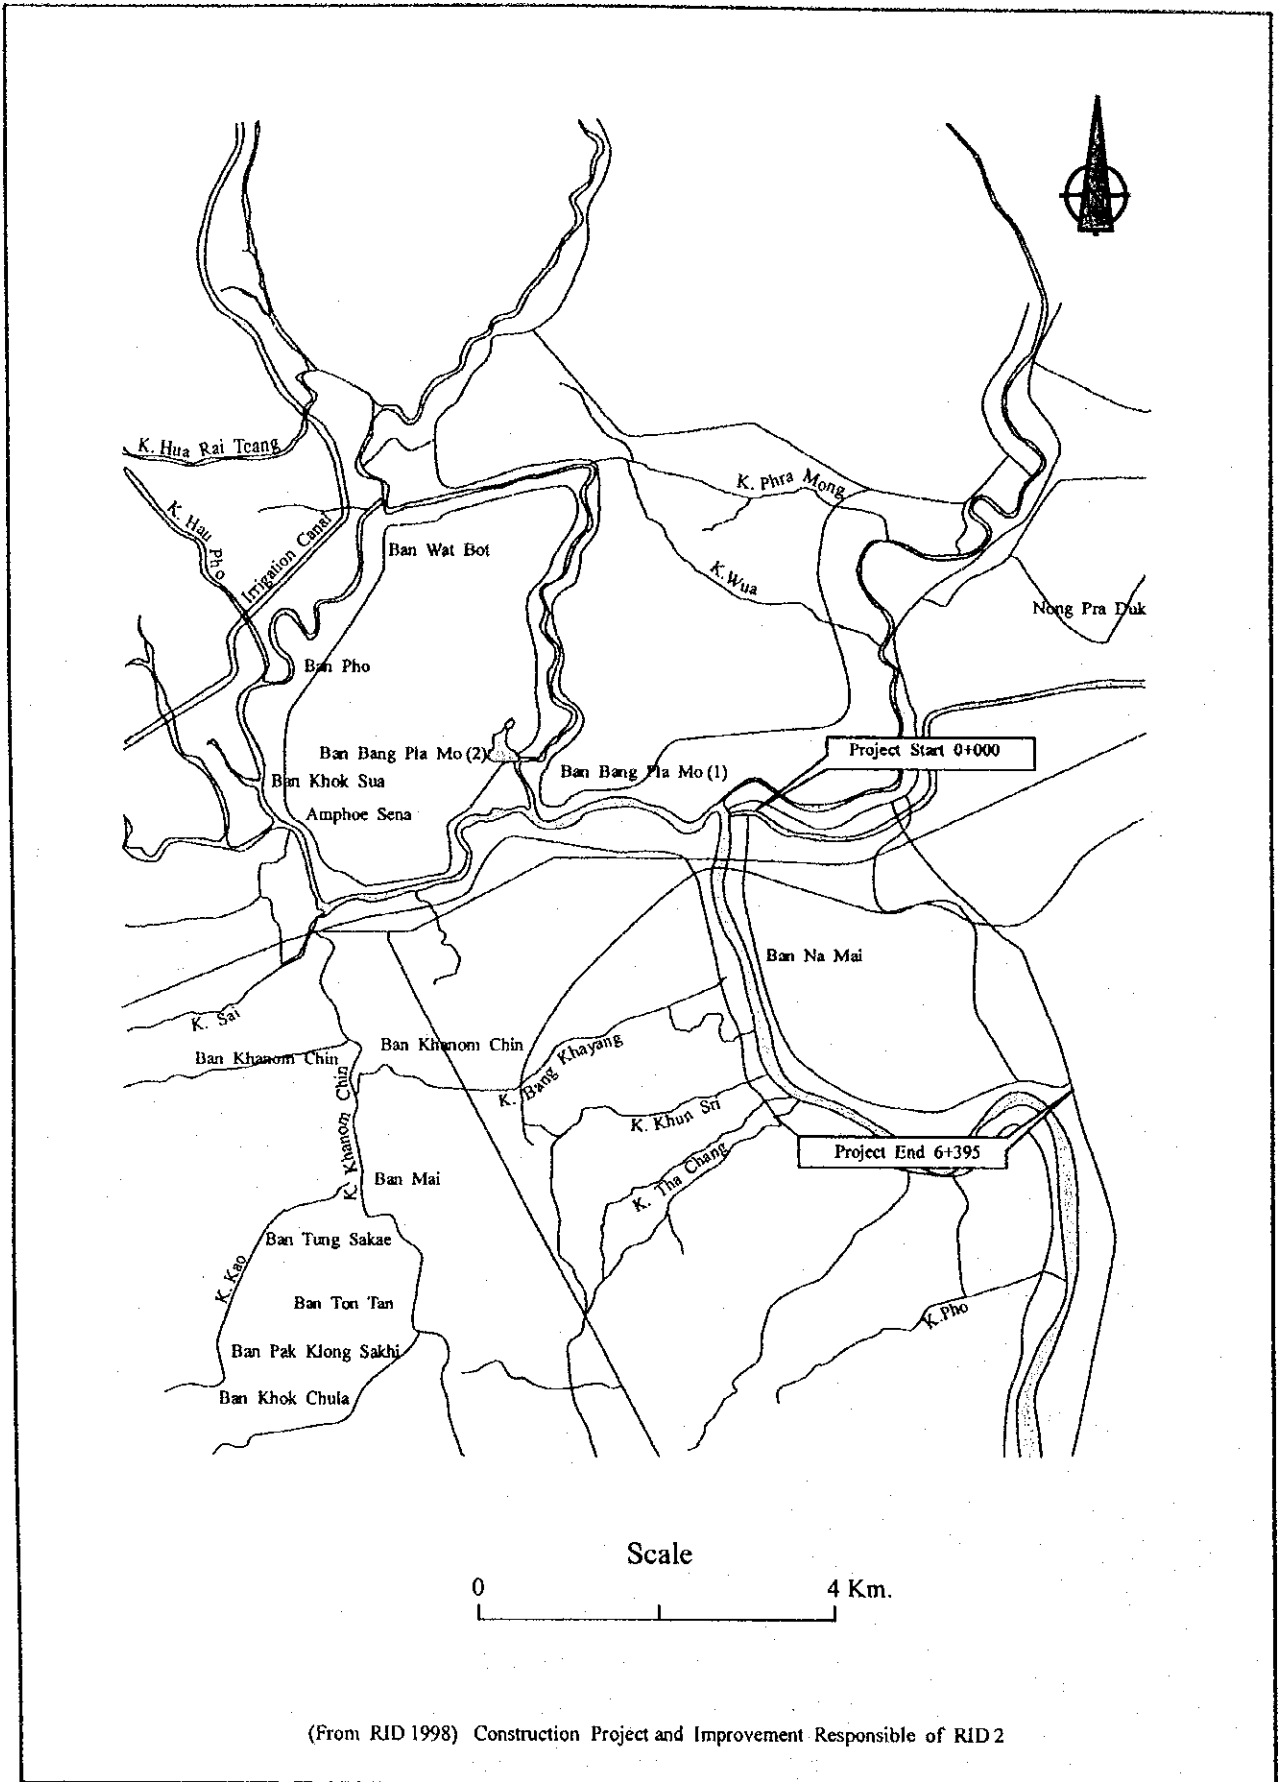 K. Hua Rai Tcang
K. Phra Mong
K. Hau Pho
Irrigation Canal
Ban Wat Bot
K. Wua
Nong Pra Duk
Ban Pho
Ban Bang Pla Mo (2)
Project Start 0+000
Ban Bang Pla Mo (1)
Ban Khok Sua
Amphoe Sena
Ban Na Mai
K. Sai
Ban Khanom Chin
Ban Khanom Chin
K. Bang Khayang
K. Khanom Chin
K. Khun Sri
Project End 6+395
K. Tha Chang
Ban Mai
Ban Tung Sakae
K. Kao
Ban Ton Tan
K. Pho
Ban Pak Klong Sakhi
Ban Khok Chula
Scale
0 4 Km.
(From RID 1998) Construction Project and Improvement Responsible of RID 2